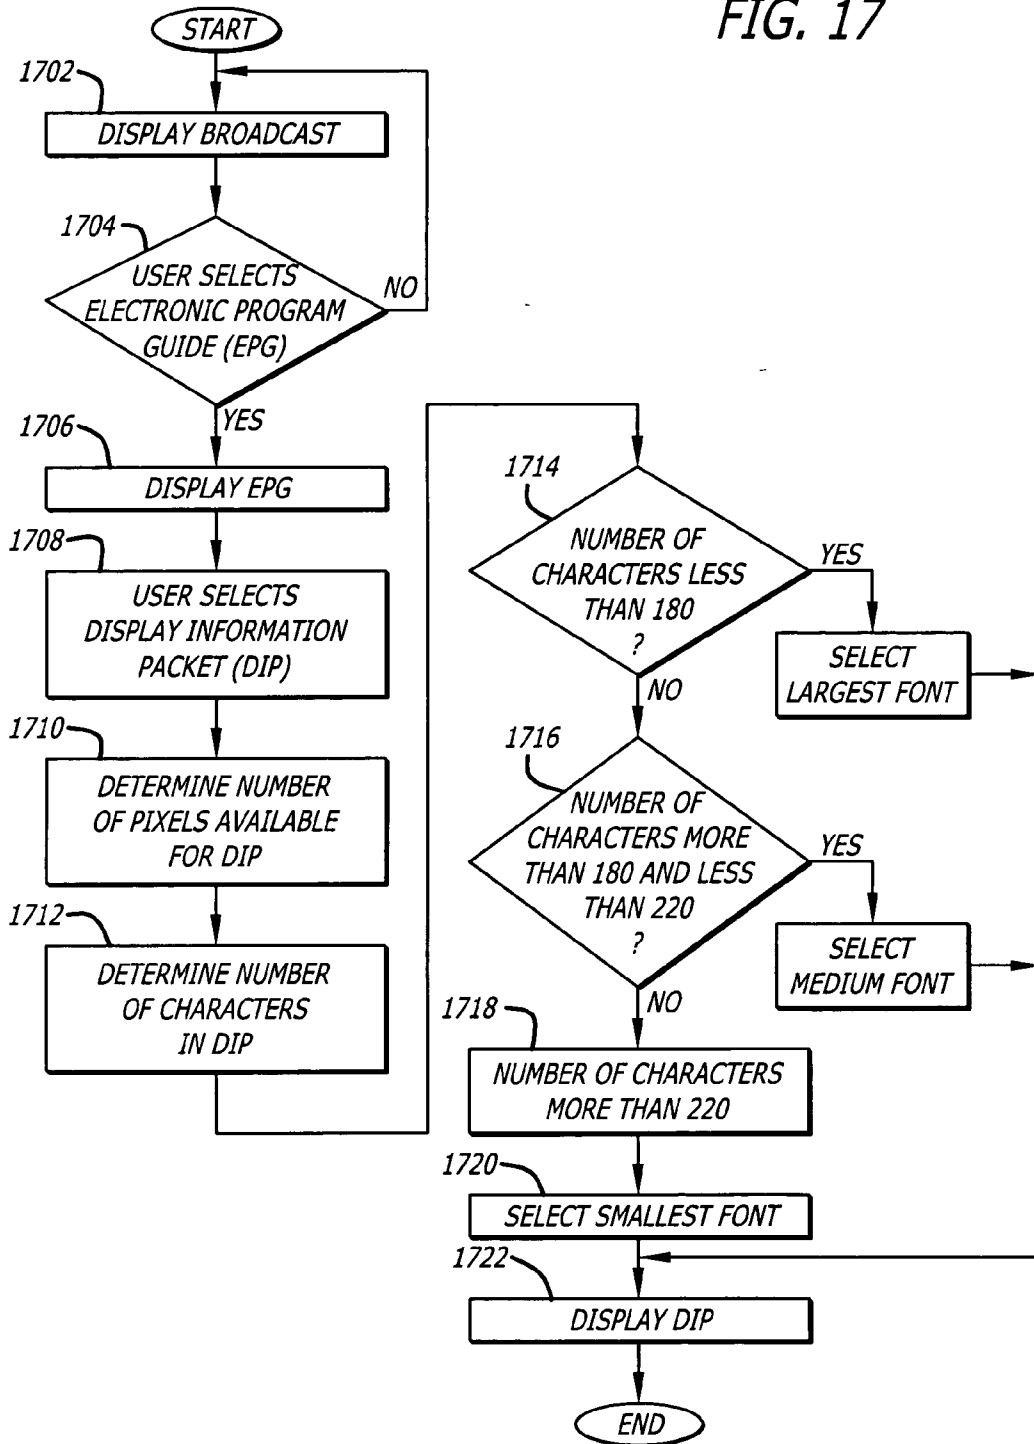 FIG. 17
START
1702
DISPLAY BROADCAST
1704
USER SELECTS
ELECTRONIC PROGRAM
GUIDE (EPG)
NO
YES
1706
DISPLAY EPG
1708
USER SELECTS
DISPLAY INFORMATION
PACKET (DIP)
1710
DETERMINE NUMBER
OF PIXELS AVAILABLE
FOR DIP
1712
DETERMINE NUMBER
OF CHARACTERS
IN DIP
1714
NUMBER OF
CHARACTERS LESS
THAN 180
?
YES
SELECT
LARGEST FONT
NO
1716
NUMBER OF
CHARACTERS MORE
THAN 180 AND LESS
THAN 220
?
YES
SELECT
MEDIUM FONT
NO
1718
NUMBER OF CHARACTERS
MORE THAN 220
1720
SELECT SMALLEST FONT
1722
DISPLAY DIP
END